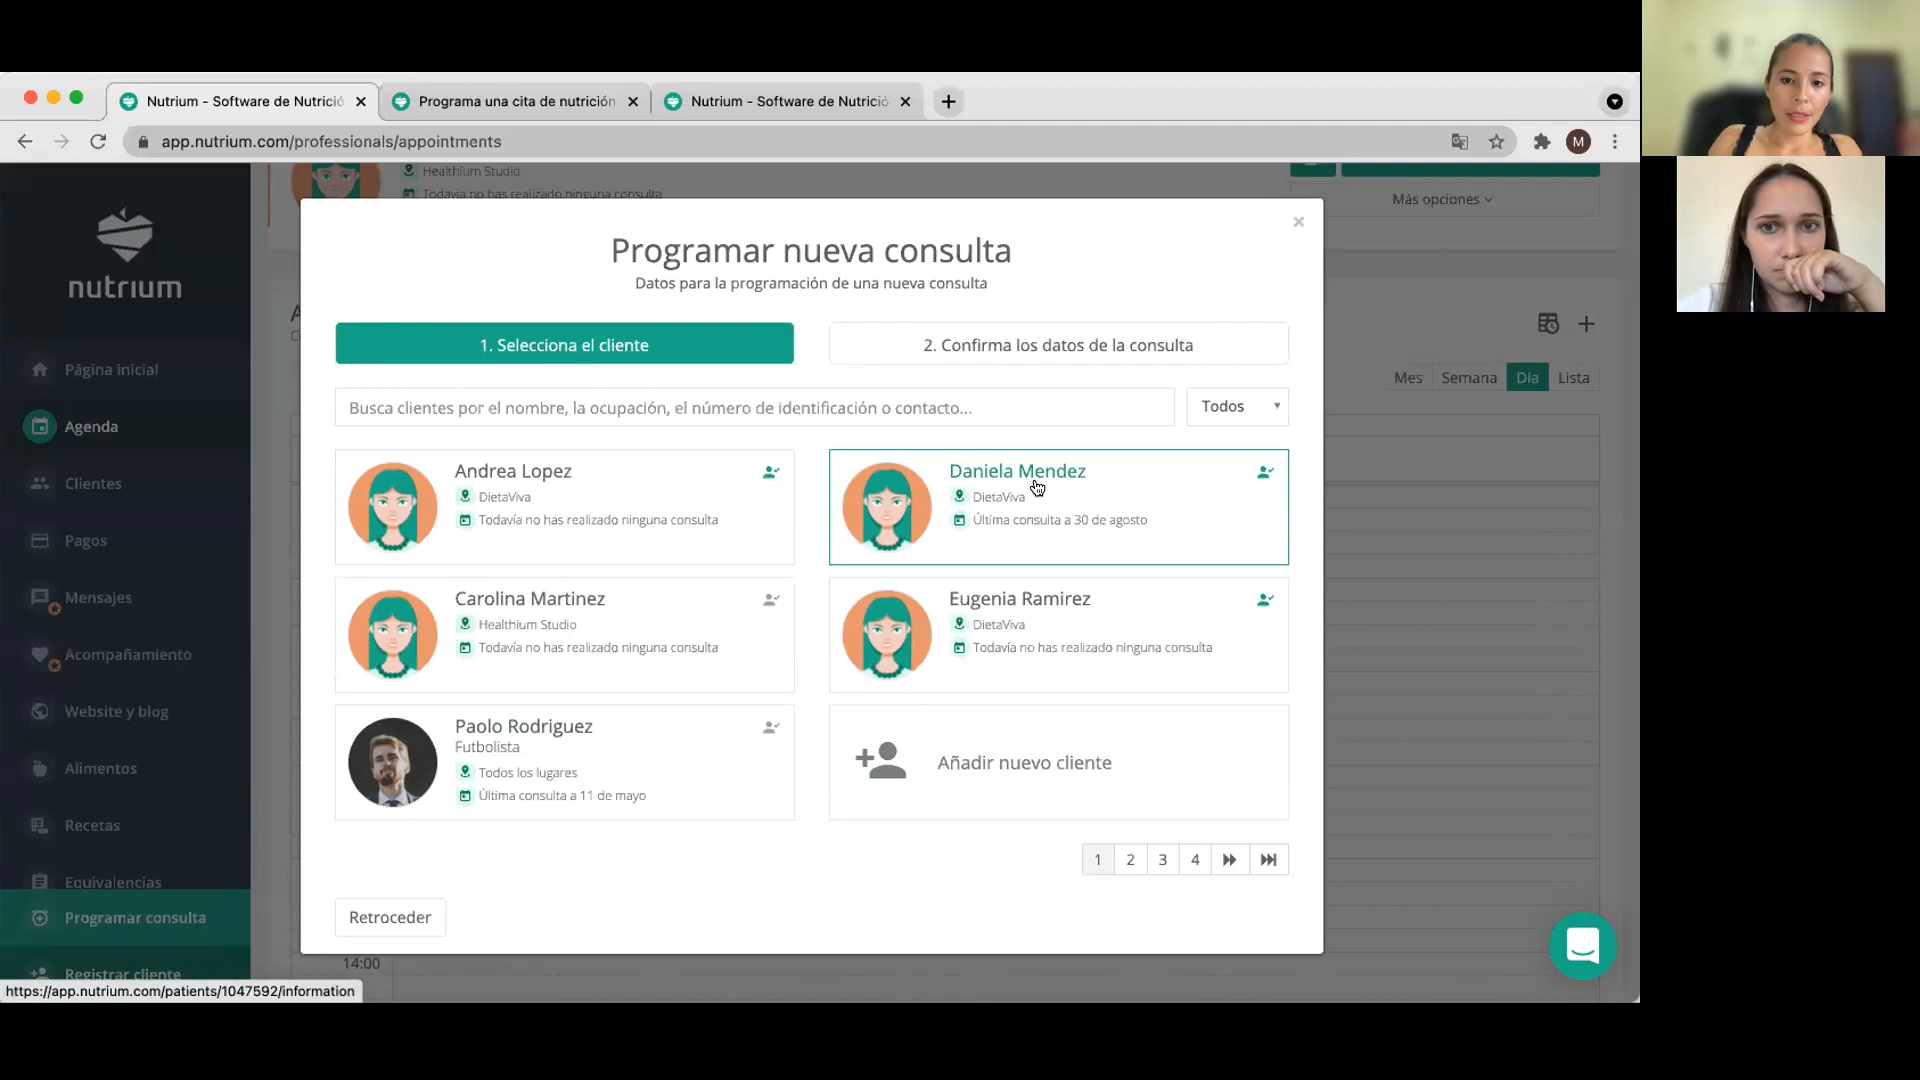 Nutrium - Software de Nutrició
Programa una cita de nutrición
Nutrium - Software de Nutrició
app.nutrium.com/professionals/appointments
M
Healthium Studio
Todavía no has realizado ninguna consulta
Más opciones
nutrium
Página inicial
Agenda
Clientes
Pagos
Mensajes
Acompañamiento
Website y blog
Alimentos
Recetas
Equivalencias
Programar consulta
Registrar cliente
https://app.nutrium.com/patients/1047592/information
Programar nueva consulta
Datos para la programación de una nueva consulta
1. Selecciona el cliente
2. Confirma los datos de la consulta
Busca clientes por el nombre, la ocupación, el número de identificación o contacto...
Todos
Andrea Lopez
DietaViva
Todavía no has realizado ninguna consulta
Daniela Mendez
DietaViva
Última consulta a 30 de agosto
Carolina Martinez
Healthium Studio
Todavía no has realizado ninguna consulta
Eugenia Ramirez
DietaViva
Todavía no has realizado ninguna consulta
Paolo Rodriguez
Futbolista
Todos los lugares
Última consulta a 11 de mayo
Añadir nuevo cliente
1 2 3 4
Retroceder
Mes Semana Día Lista
14:00